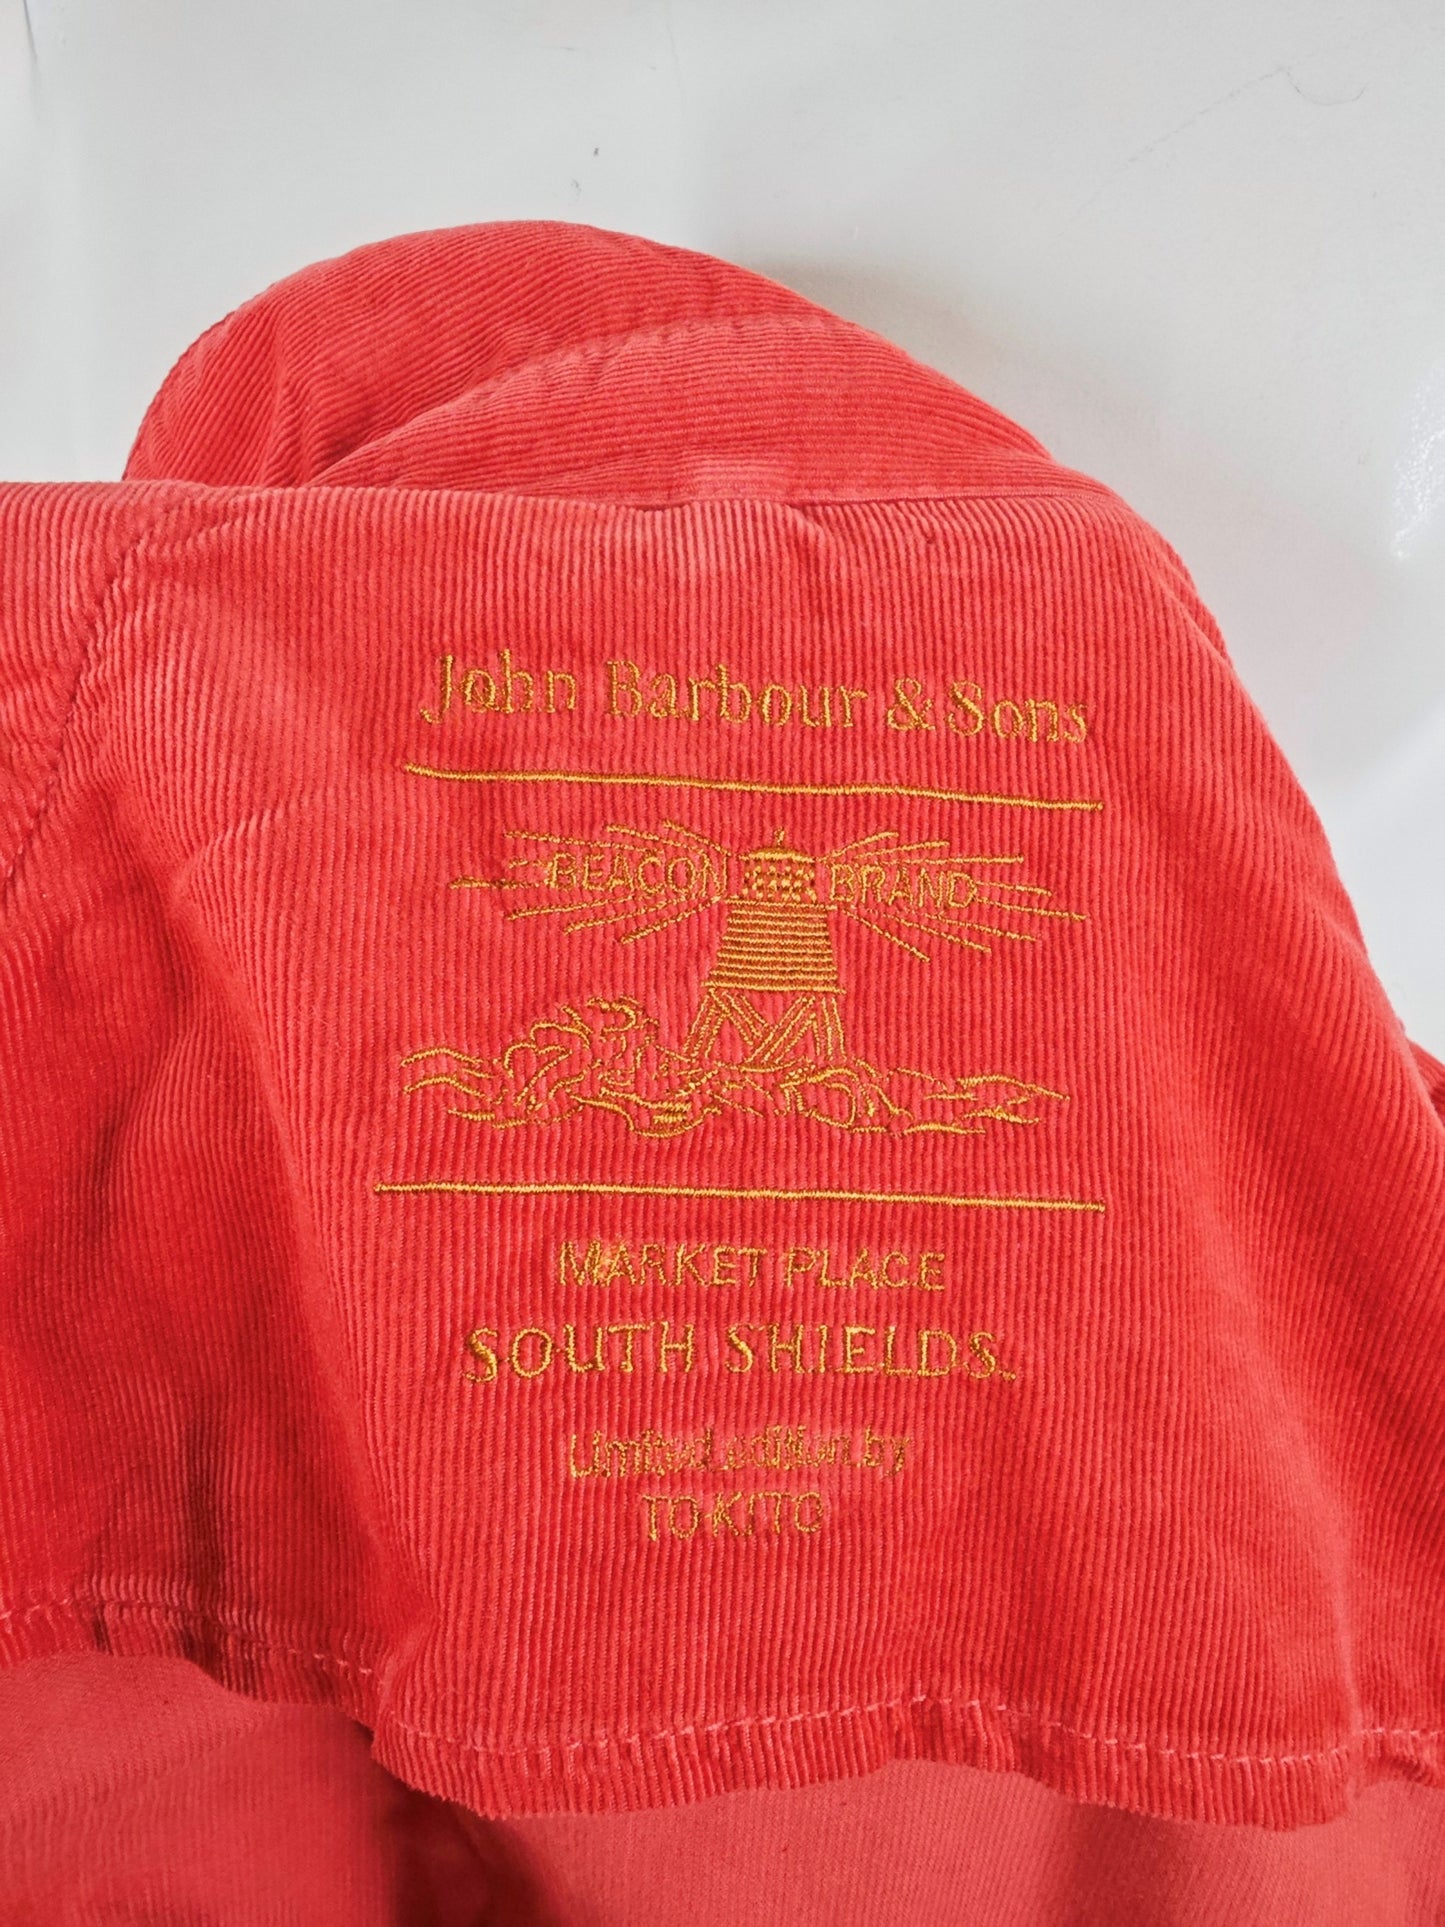 John Barbour & Sons
BEACON BRAND
MARKET PLACE
SOUTH SHIELDS.
Limited edition by
TOKITO